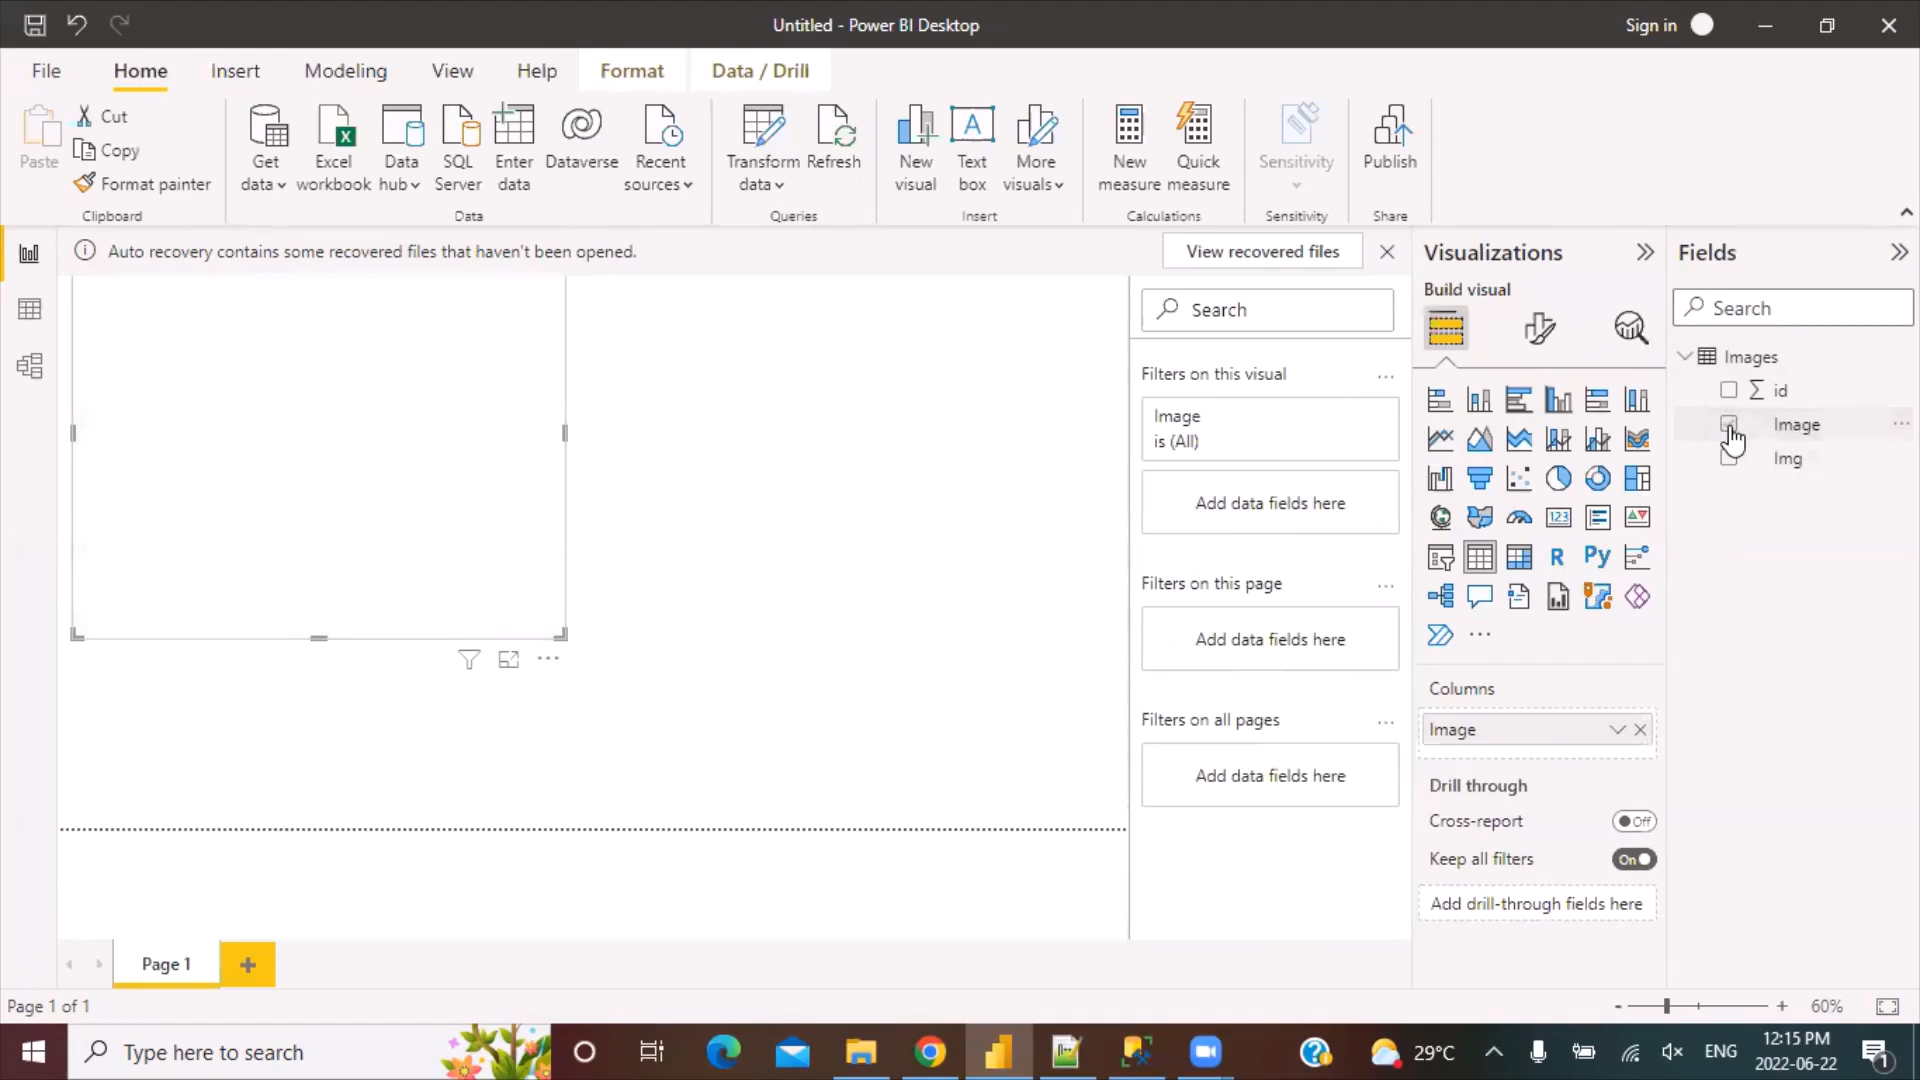 Untitled - Power BI Desktop
Sign in
File
Home
Insert
Modeling
View
Help
Format
Data / Drill
Paste
Cut
Copy
Format painter
Clipboard
Get data
Excel workbook
Data hub
SQL Server
Enter data
Dataverse
Recent sources
Data
Transform data
Refresh
Queries
New visual
Text box
More visuals
Insert
New measure
Quick measure
Calculations
Sensitivity
Sensitivity
Publish
Share
Auto recovery contains some recovered files that haven't been opened.
View recovered files
Search
Filters on this visual
Image
is (All)
Add data fields here
Filters on this page
Add data fields here
Filters on all pages
Add data fields here
Visualizations
Build visual
123
R
Py
Columns
Image
Drill through
Cross-report
Off
Keep all filters
On
Add drill-through fields here
Fields
Search
Images
id
Image
Img
Page 1
Page 1 of 1
60%
Type here to search
29°C
ENG
12:15 PM
2022-06-22
1